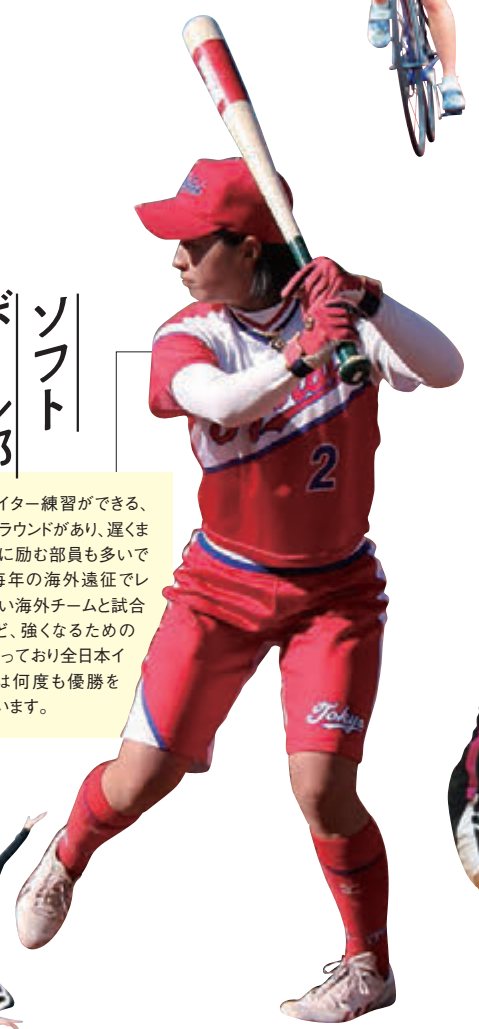 ソフト
イター練習ができる、
ラウンドがあり、遅くま
に励む部員も多いで
毎年の海外遠征でレ
い海外チームと試合
ど、強くなるための
っており全日本イ
は何度も優勝を
います。
2
Tokyo